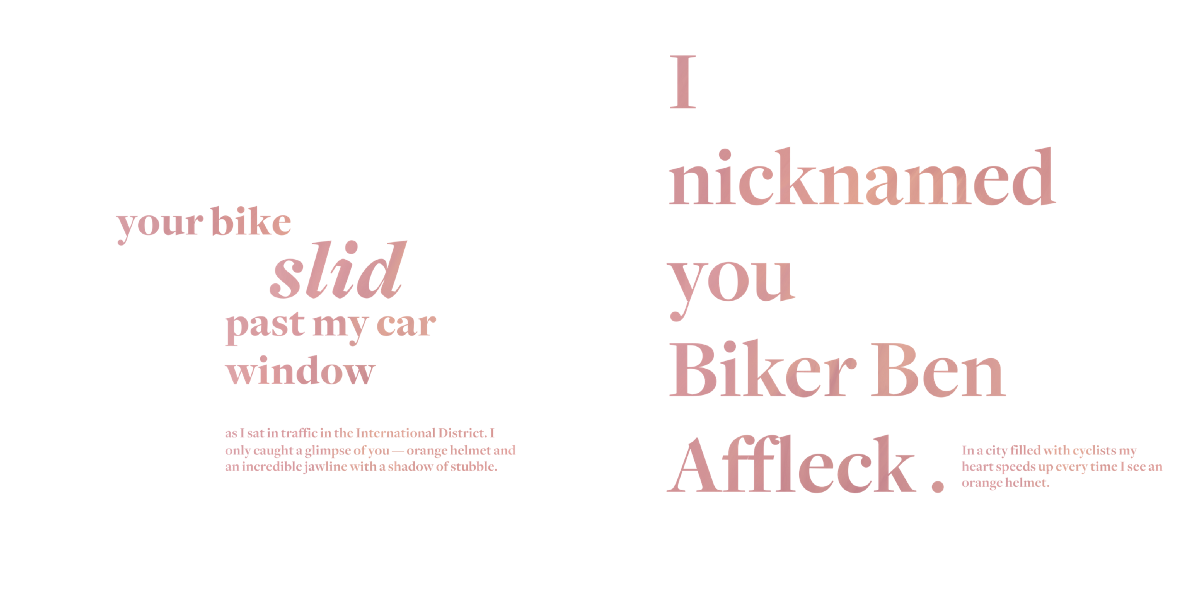 your bike
slid
past my car
window
as I sat in traffic in the International District. I
only caught a glimpse of you — orange helmet and
an incredible jawline with a shadow of stubble.
I
nicknamed
you
Biker Ben
Affleck .
In a city filled with cyclists my
heart speeds up every time I see an
orange helmet.